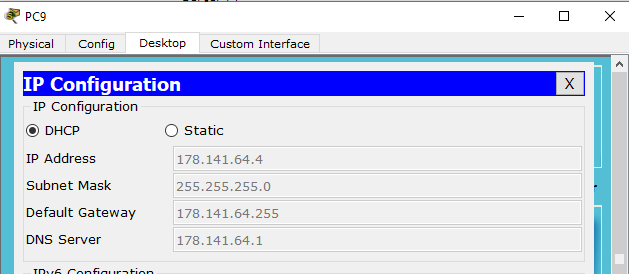 PC9
Physical Config Desktop Custom Interface
IP Configuration X
IP Configuration
DHCP Static
IP Address 178.141.64.4
Subnet Mask 255.255.255.0
Default Gateway 178.141.64.255
DNS Server 178.141.64.1
IPv6 Configuration